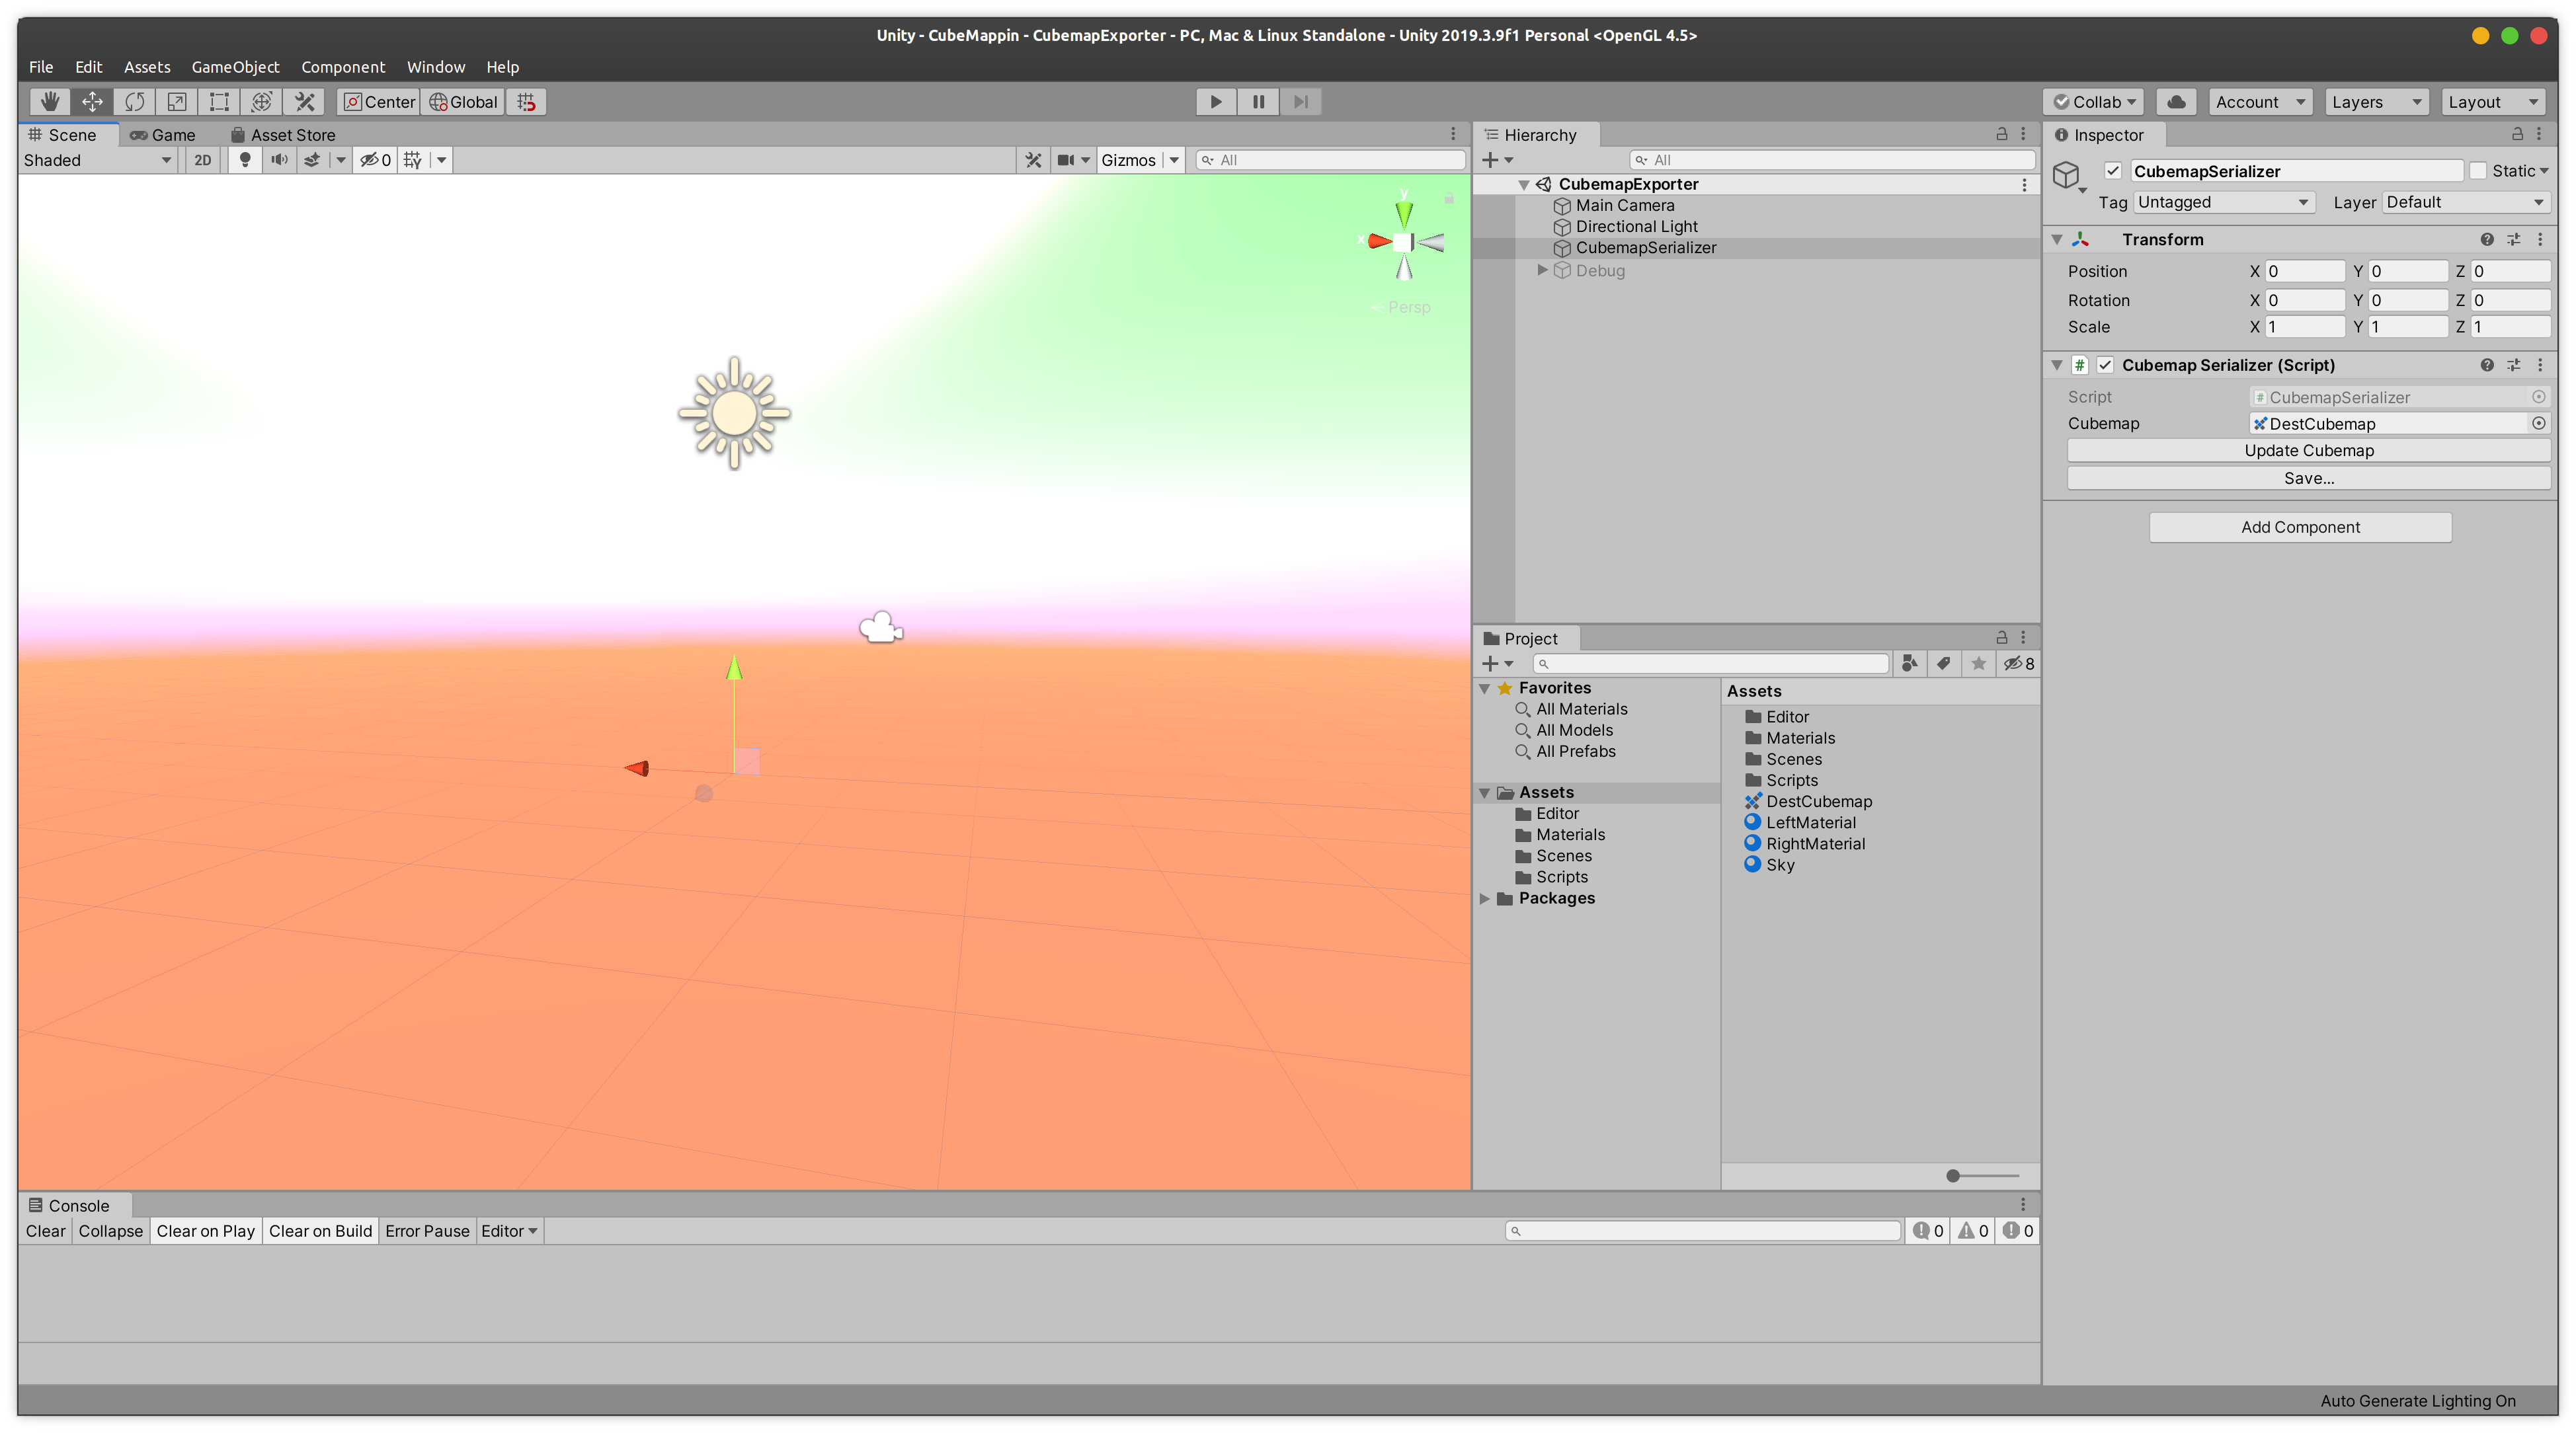 Unity - CubeMappin - CubemapExporter - PC, Mac & Linux Standalone - Unity 2019.3.9f1 Personal <OpenGL 4.5>
File Edit Assets GameObject Component Window Help
Center Global Collab Account Layers Layout
Scene Game Asset Store
Shaded 2D 0 Gizmos All
y
x
Persp
Hierarchy
All
CubemapExporter
Main Camera
Directional Light
CubemapSerializer
Debug
Project
8
Favorites
All Materials
All Models
All Prefabs
Assets
Editor
Materials
Scenes
Scripts
Packages
Assets
Editor
Materials
Scenes
Scripts
DestCubemap
LeftMaterial
RightMaterial
Sky
Inspector
CubemapSerializer Static
Tag Untagged Layer Default
Transform
Position X 0 Y 0 Z 0
Rotation X 0 Y 0 Z 0
Scale X 1 Y 1 Z 1
# Cubemap Serializer (Script)
Script # CubemapSerializer
Cubemap DestCubemap
Update Cubemap
Save...
Add Component
Console
Clear Collapse Clear on Play Clear on Build Error Pause Editor 0 0 0
Auto Generate Lighting On